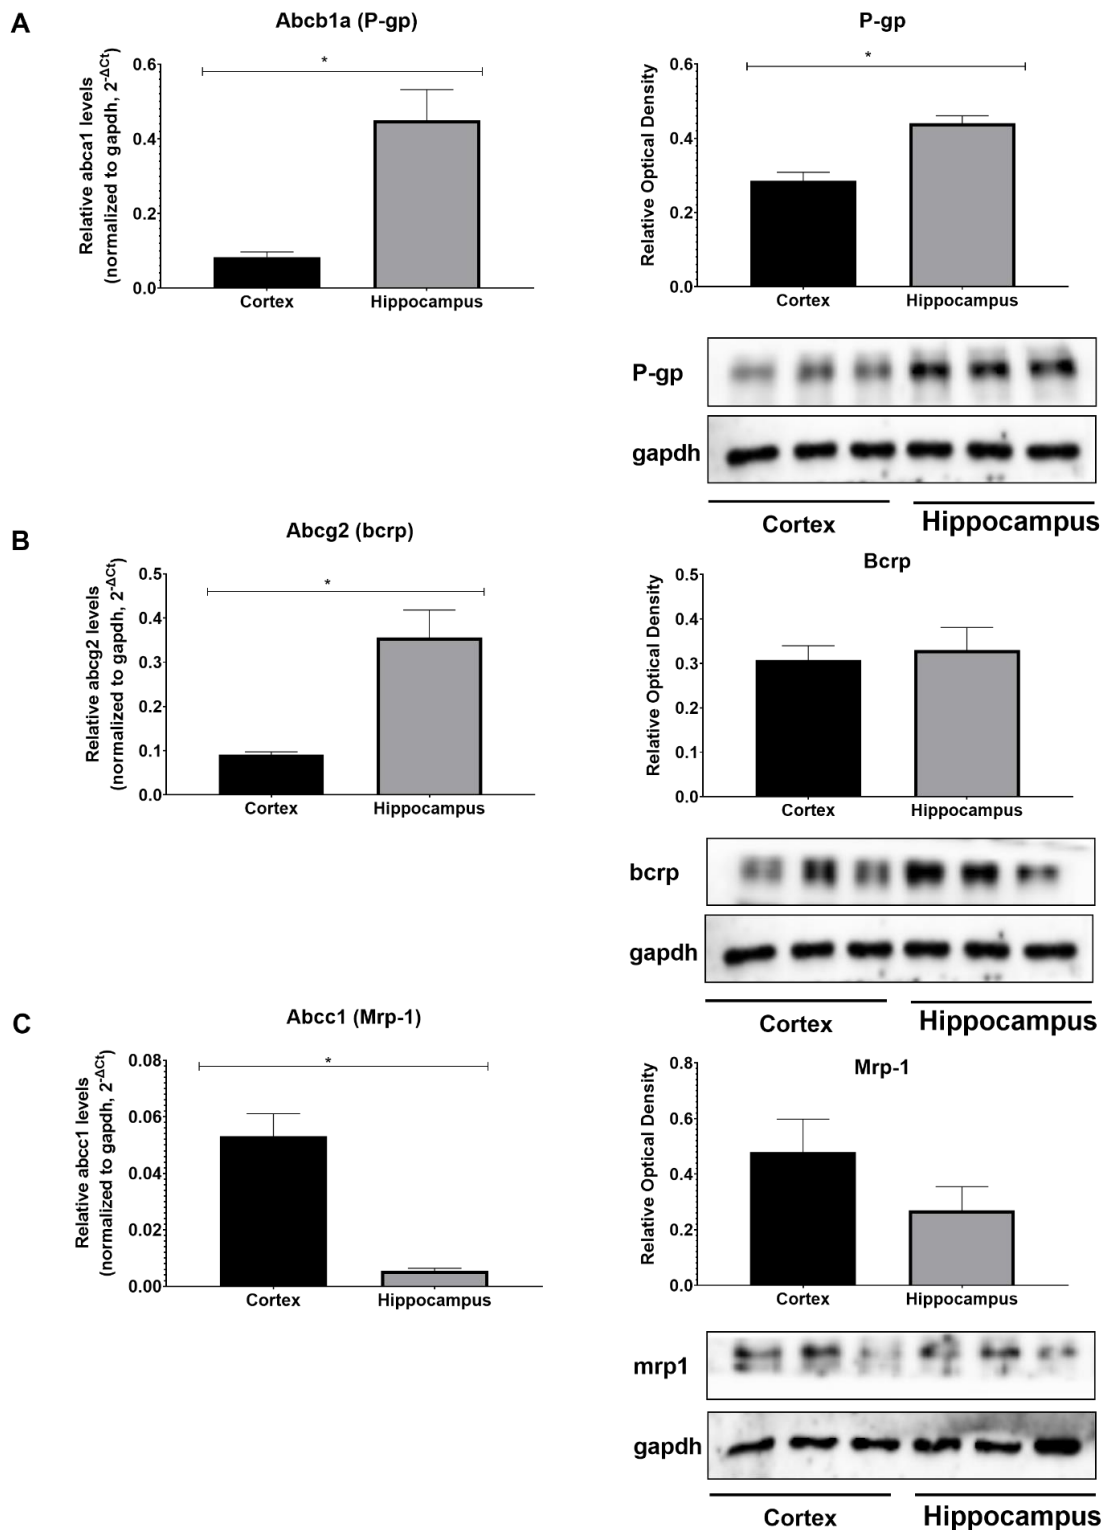 A
Abcb1a (P-gp)
Relative abca1 levels
(normalized to gapdh, 2^-ΔCt)
0.6
0.4
0.2
0.0
*
Cortex
Hippocampus
P-gp
Relative Optical Density
0.6
0.4
0.2
0.0
*
Cortex
Hippocampus
P-gp
gapdh
Cortex
Hippocampus
B
Abcg2 (bcrp)
Relative abcg2 levels
(normalized to gapdh, 2^-ΔCt)
0.5
0.4
0.3
0.2
0.1
0.0
*
Cortex
Hippocampus
Bcrp
Relative Optical Density
0.5
0.4
0.3
0.2
0.1
0.0
Cortex
Hippocampus
bcrp
gapdh
Cortex
Hippocampus
C
Abcc1 (Mrp-1)
Relative abcc1 levels
(normalized to gapdh, 2^-ΔCt)
0.08
0.06
0.04
0.02
0.00
*
Cortex
Hippocampus
Mrp-1
Relative Optical Density
0.8
0.6
0.4
0.2
0.0
Cortex
Hippocampus
mrp1
gapdh
Cortex
Hippocampus